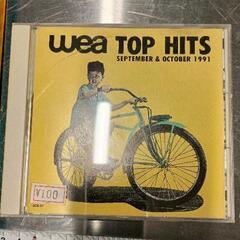 wea TOP HITS
SEPTEMBER & OCTOBER 1991
¥100